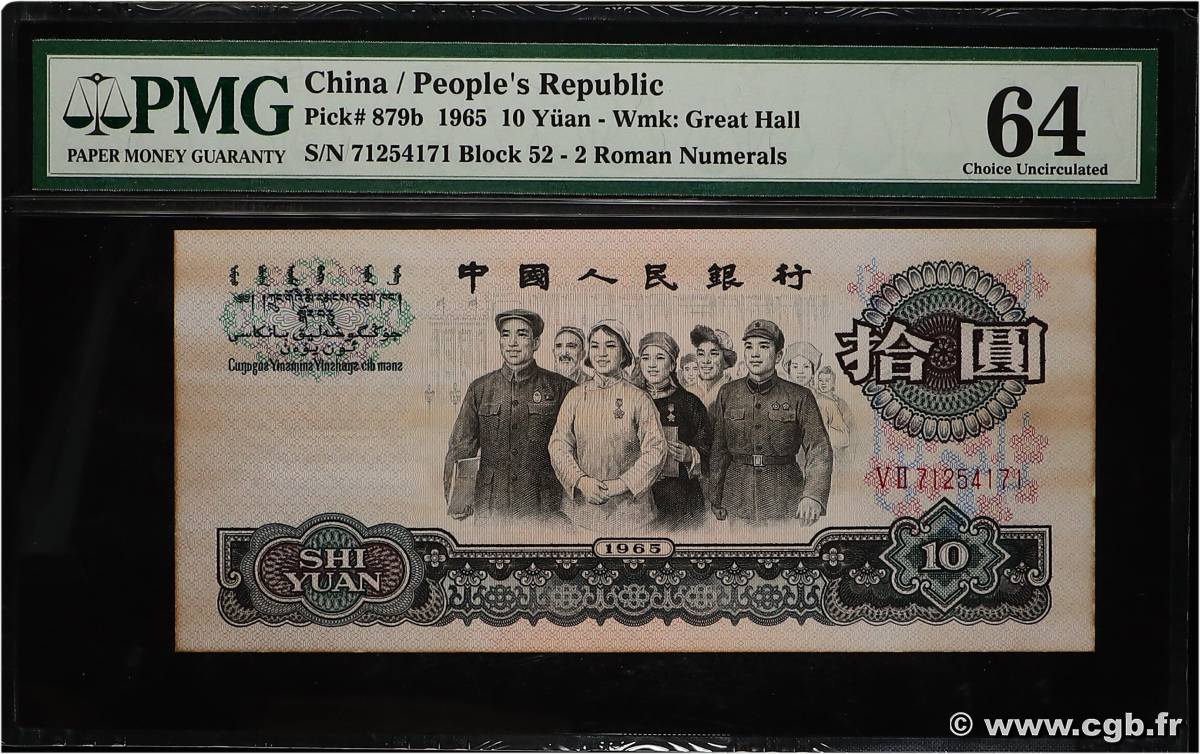 PMG
PAPER MONEY GUARANTY
China / People's Republic
Pick# 879b 1965 10 Yüan - Wmk: Great Hall
S/N 71254171 Block 52 - 2 Roman Numerals
64
Choice Uncirculated
中國人民銀行
拾圓
V II 71254171
SHI
YUAN
1965
10
© www.cgb.fr